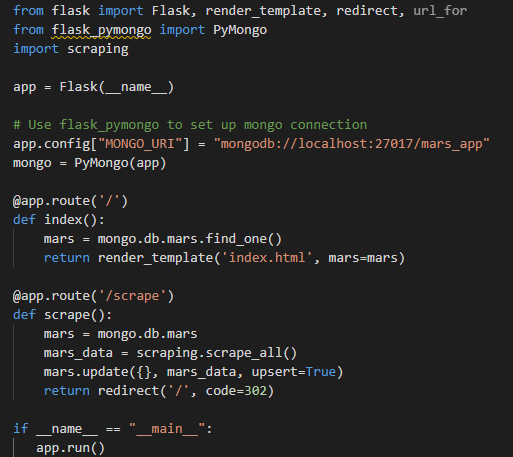 from flask import Flask, render_template, redirect, url_for
from flask_pymongo import PyMongo
import scraping
app = Flask(__name__)
# Use flask_pymongo to set up mongo connection
app.config["MONGO_URI"] = "mongodb://localhost:27017/mars_app"
mongo = PyMongo(app)
@app.route('/')
def index():
    mars = mongo.db.mars.find_one()
    return render_template('index.html', mars=mars)
@app.route('/scrape')
def scrape():
    mars = mongo.db.mars
    mars_data = scraping.scrape_all()
    mars.update({}, mars_data, upsert=True)
    return redirect('/', code=302)
if __name__ == "__main__":
   app.run()